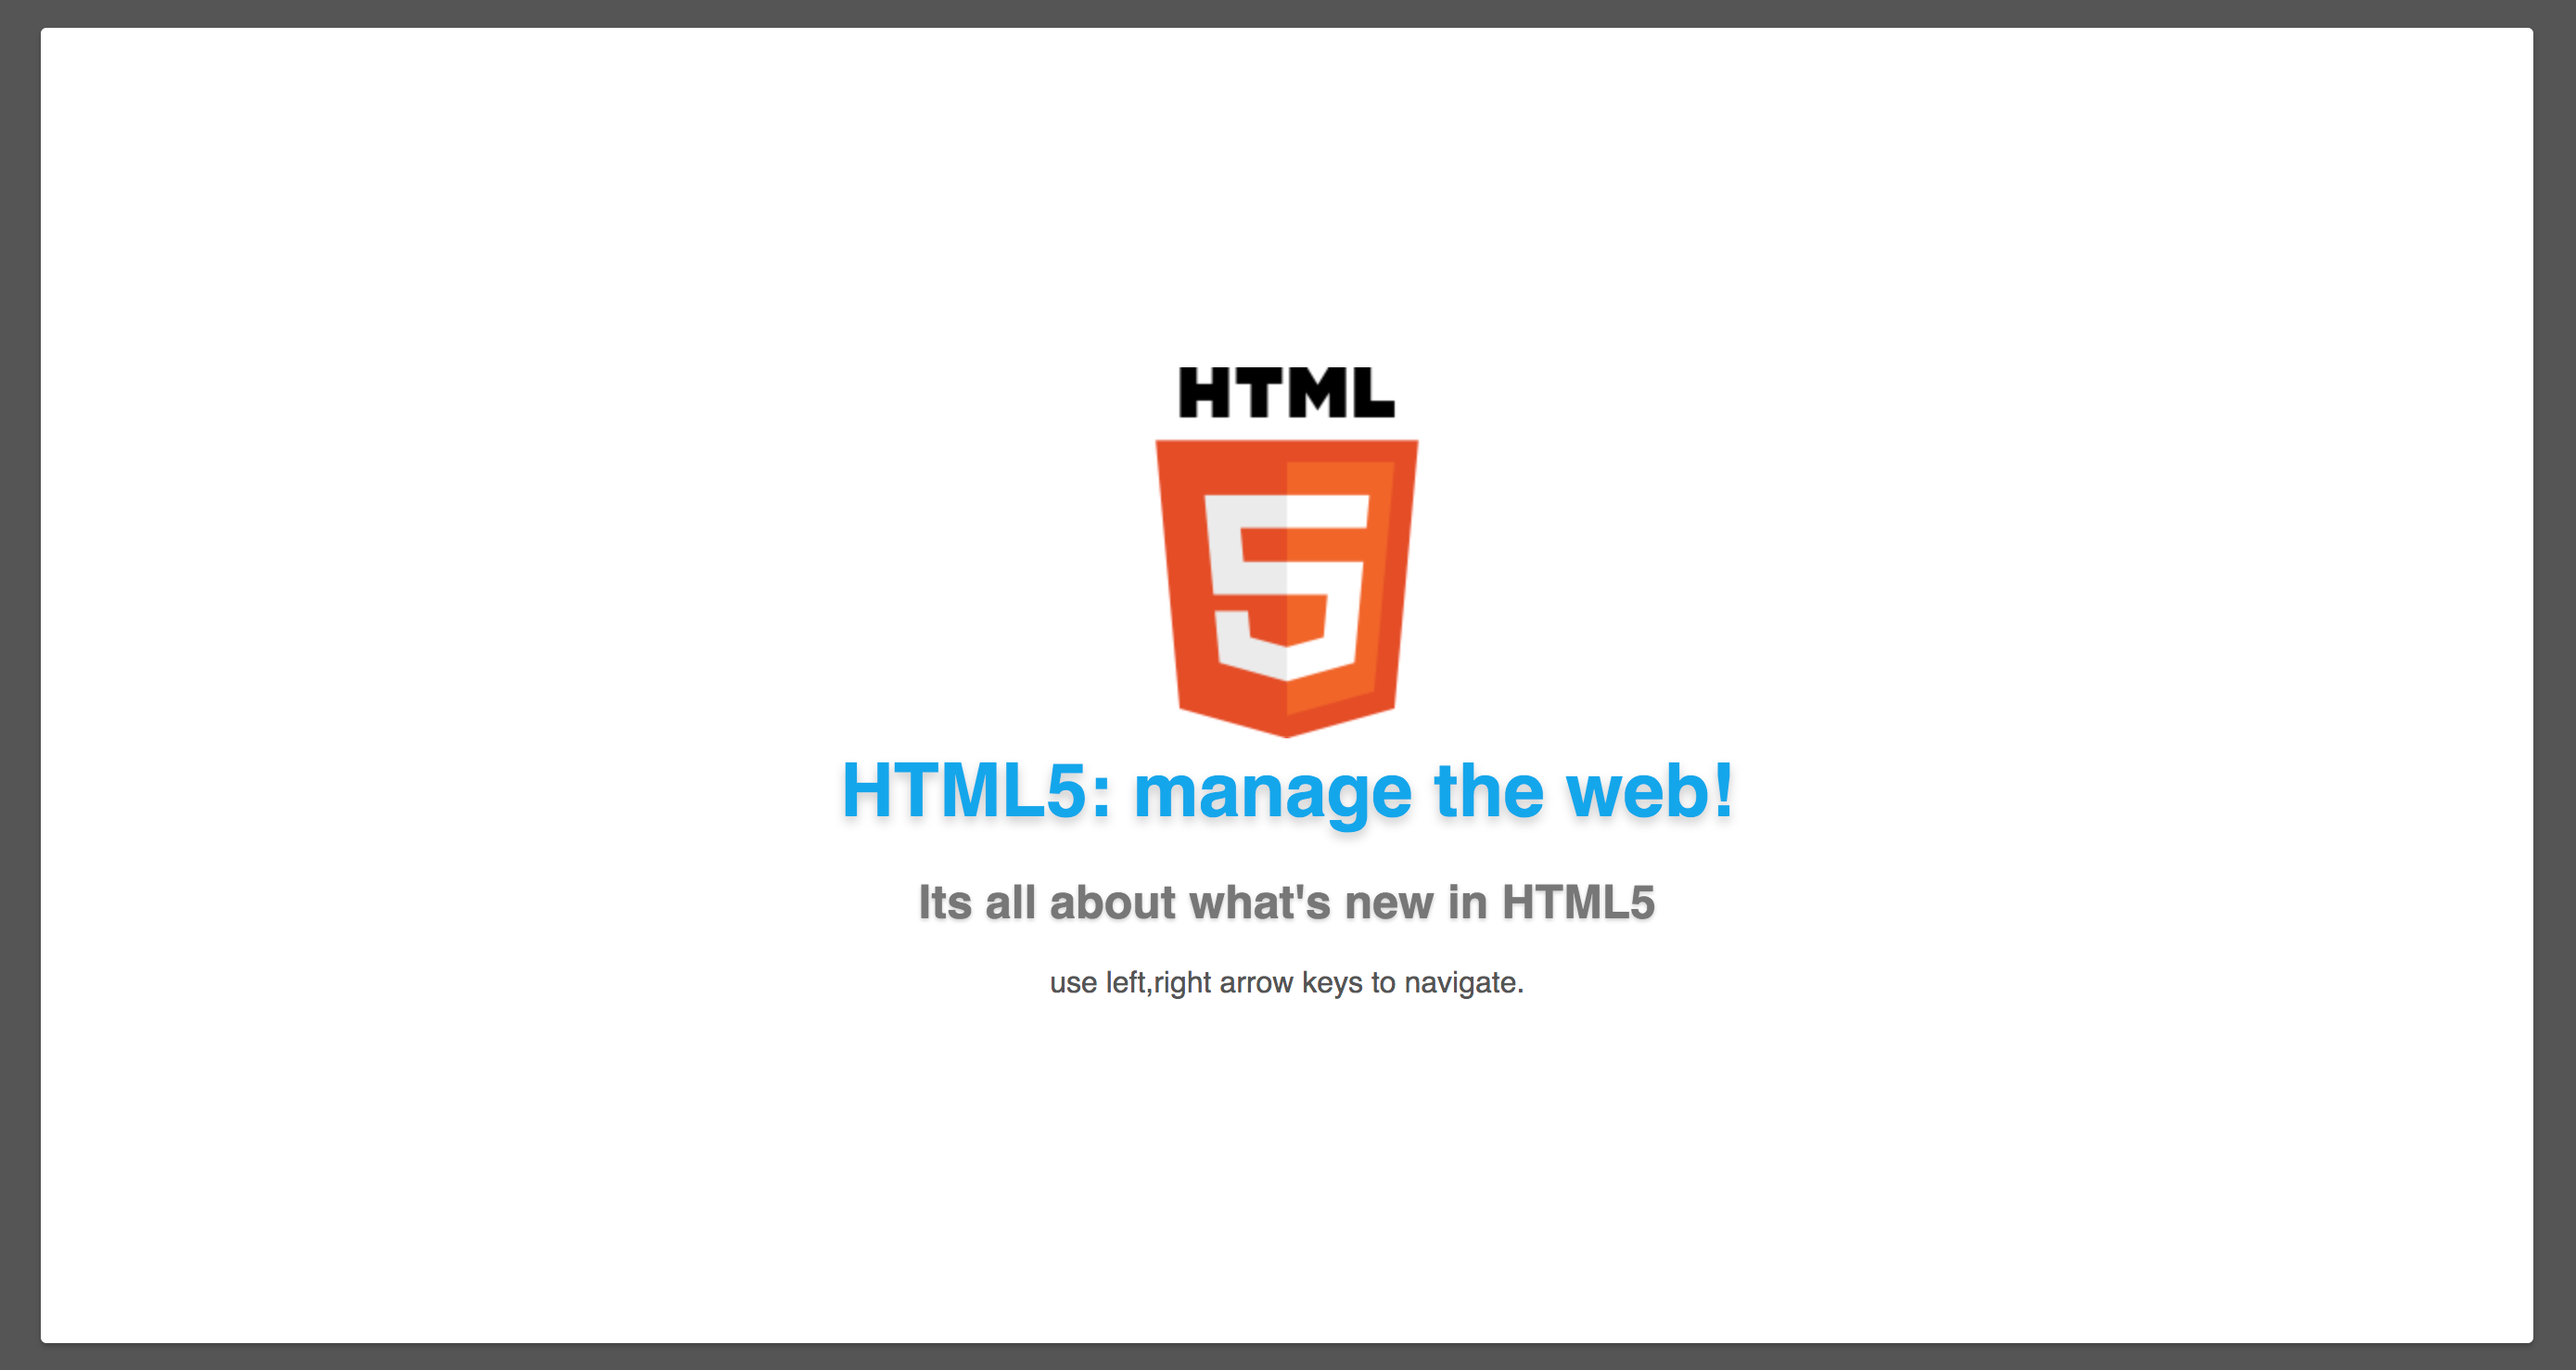 HTML
5
HTML5: manage the web!
Its all about what's new in HTML5
use left,right arrow keys to navigate.